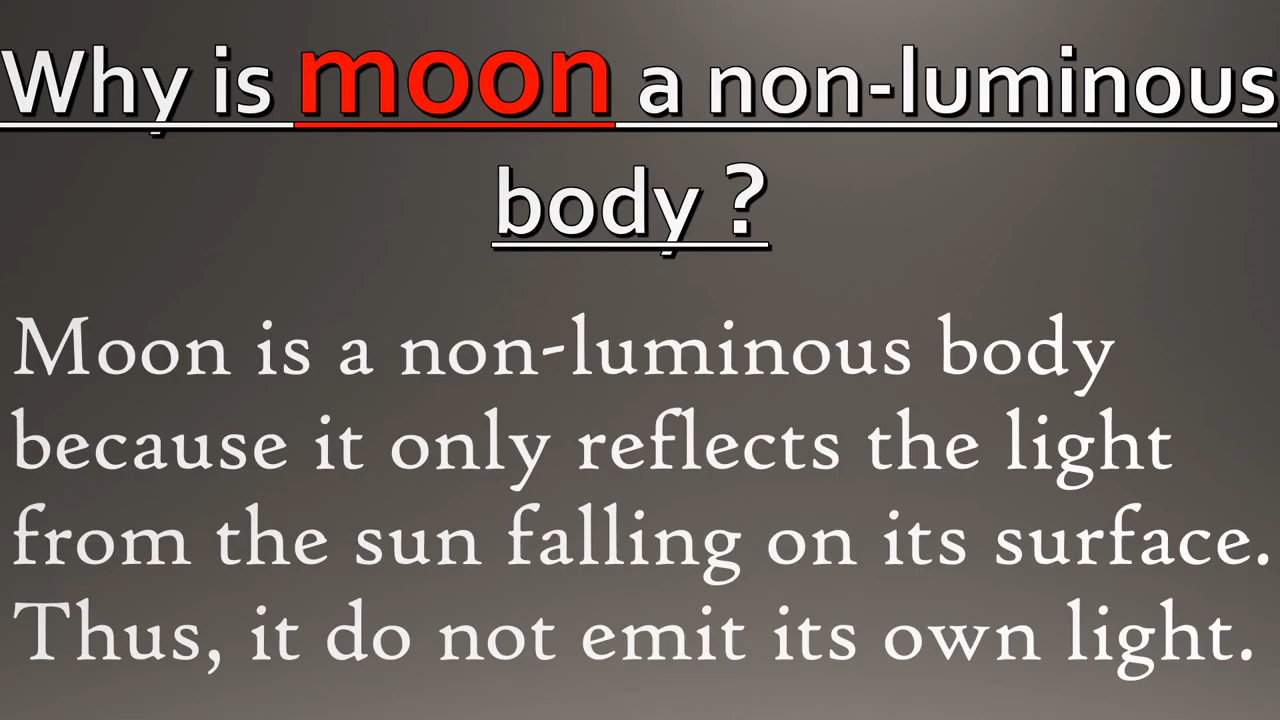 Why is moon a non-luminous
body ?
Moon is a non-luminous body
because it only reflects the light
from the sun falling on its surface.
Thus, it do not emit its own light.